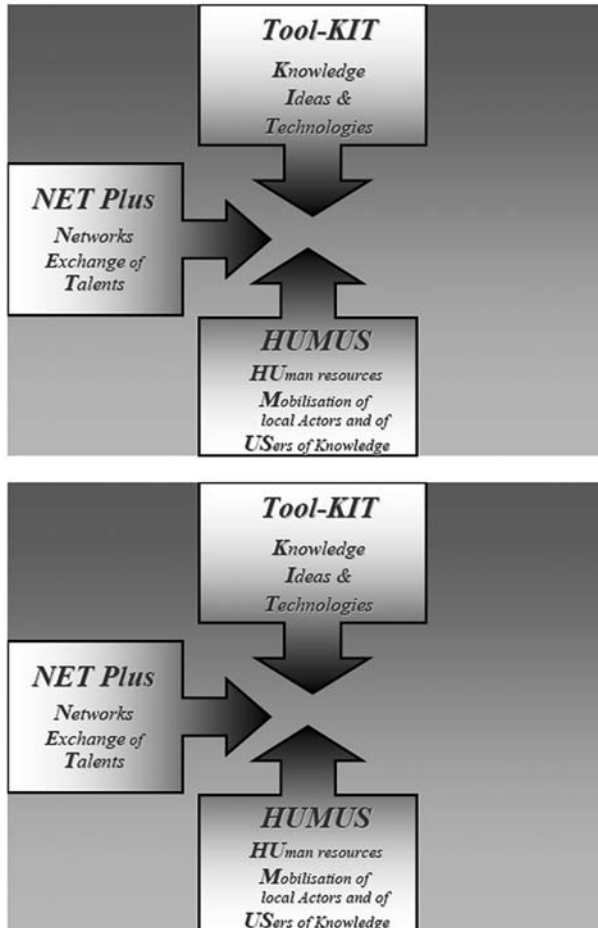 Tool-KIT
Knowledge
Ideas &
Technologies
NET Plus
Networks
Exchange of
Talents
HUMUS
HUman resources
Mobilisation of
local Actors and of
USers of Knowledge
Tool-KIT
Knowledge
Ideas &
Technologies
NET Plus
Networks
Exchange of
Talents
HUMUS
HUman resources
Mobilisation of
local Actors and of
USers of Knowledge